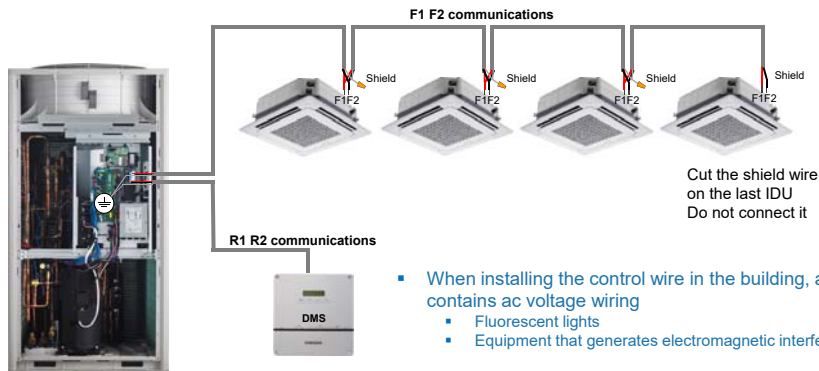 F1 F2 communications
Shield
Shield
Shield
Shield
F1F2
F1F2
F1F2
F1F2
Cut the shield wire
on the last IDU
Do not connect it
R1 R2 communications
DMS
▪ When installing the control wire in the building, a
contains ac voltage wiring
▪ Fluorescent lights
▪ Equipment that generates electromagnetic interfe